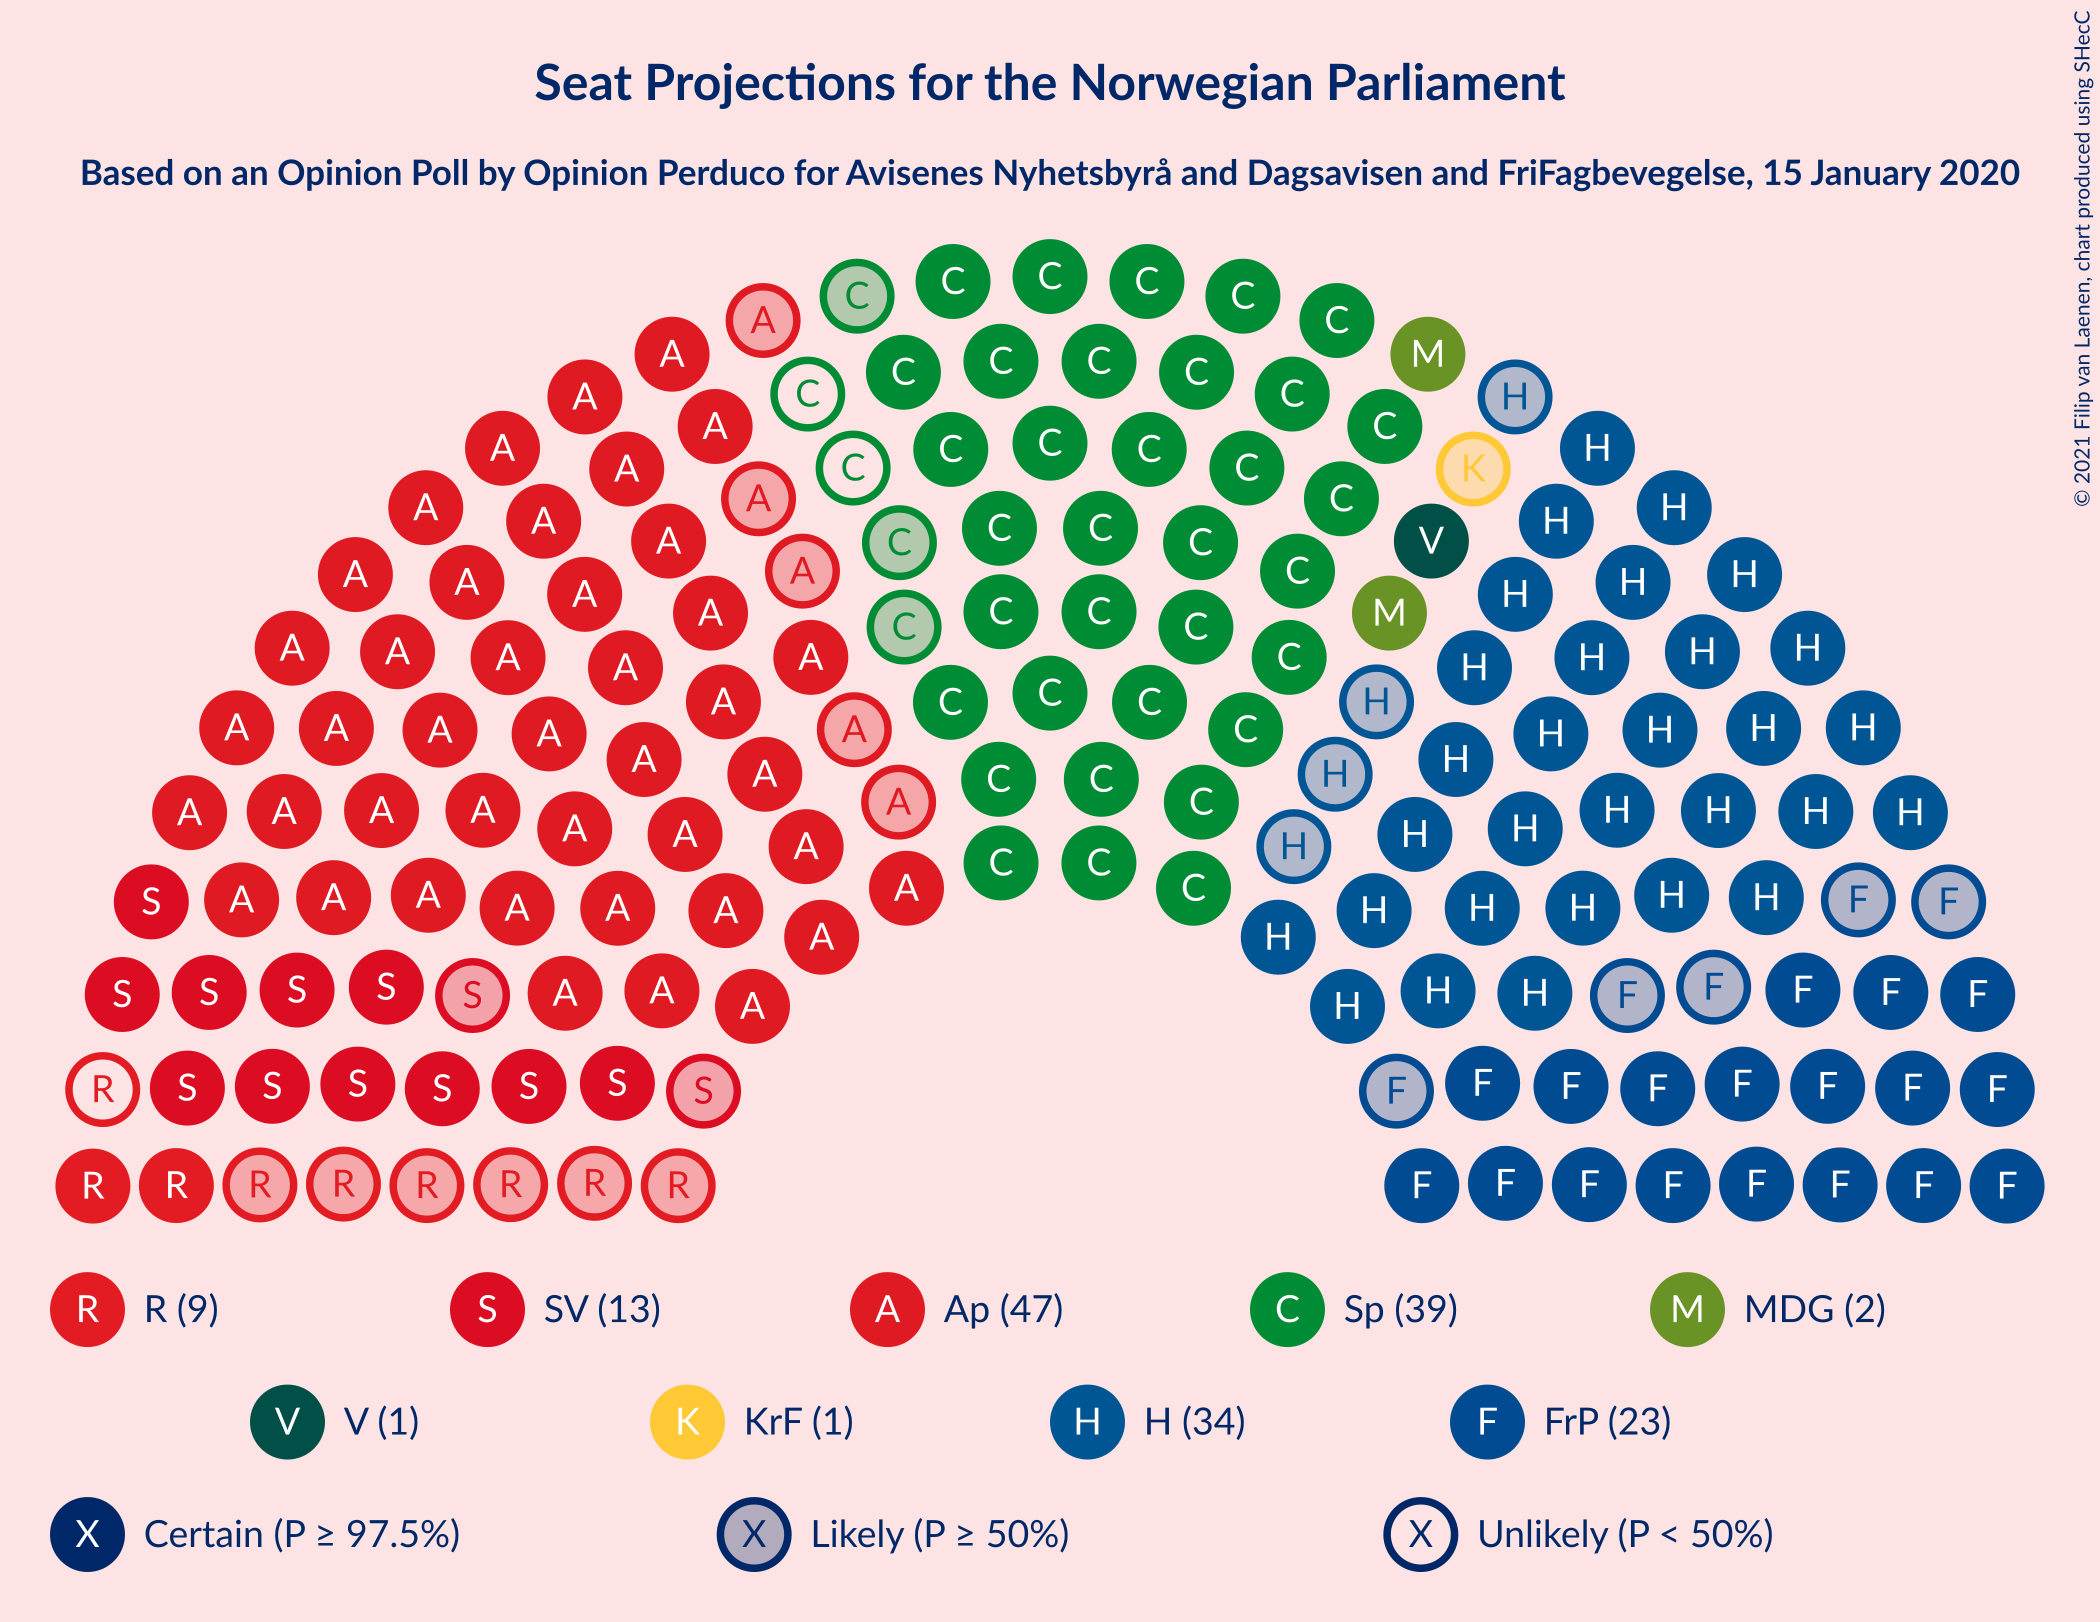 Seat Projections for the Norwegian Parliament
Based on an Opinion Poll by Opinion Perduco for Avisenes Nyhetsbyrå and Dagsavisen and FriFagbevegelse, 15 January 2020
© 2021 Filip van Laenen, chart produced using SHecC
C C C C C
A C M
A H
C C C C C C
A A H
C K
A C C C C C H H
A C A H
A C C C C V H
A A A A H H H
A C C C C M H
A A A A C H H H
A A A A C C C C H H H
A A A A A A C H H H H H
A A A A A A A C C C H H H H H H H
A A A A A A A C C C H H H H H F F
S A A A A A A A A H H H H
S S S S S A A A H H H F F F F F
R S S S S S S S F F F F F F F F
R R R R R R R R F F F F F F F F
R R (9) S SV (13) A Ap (47) C Sp (39) M MDG (2)
V V (1) K KrF (1) H H (34) F FrP (23)
X Certain (P ≥ 97.5%) X Likely (P ≥ 50%) X Unlikely (P < 50%)